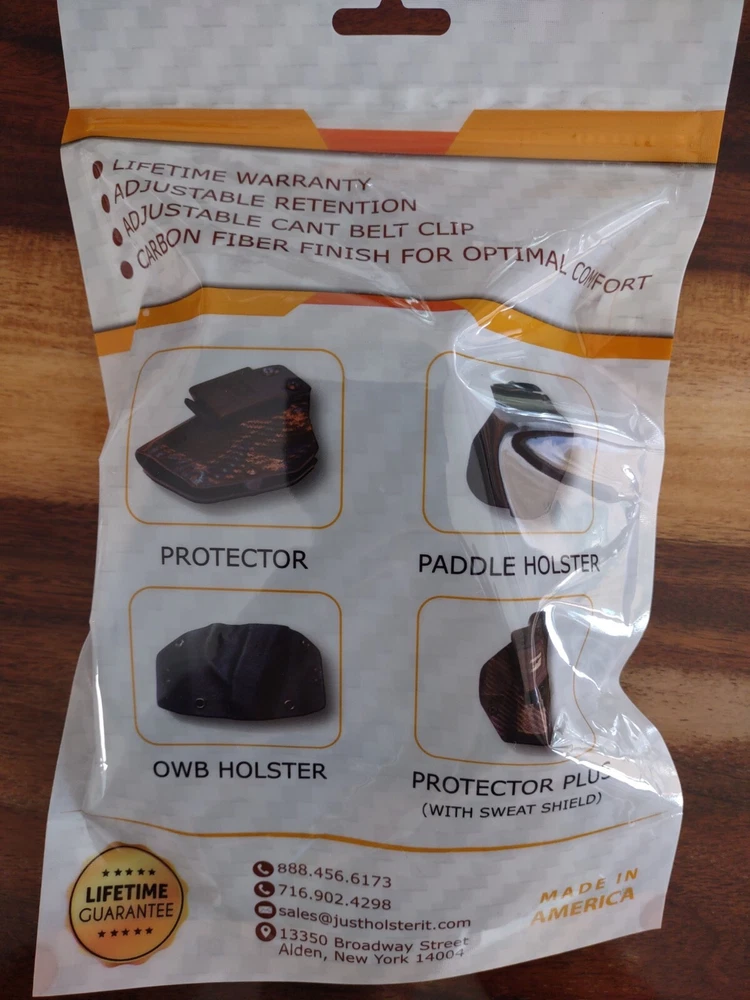 LIFETIME WARRANTY
ADJUSTABLE RETENTION
ADJUSTABLE CANT BELT CLIP
CARBON FIBER FINISH FOR OPTIMAL COMFORT
PROTECTOR
PADDLE HOLSTER
OWB HOLSTER
PROTECTOR PLUS
(WITH SWEAT SHIELD)
LIFETIME
GUARANTEE
888.456.6173
716.902.4298
sales@justholsterit.com
13350 Broadway Street
Alden, New York 14004
MADE IN
AMERICA